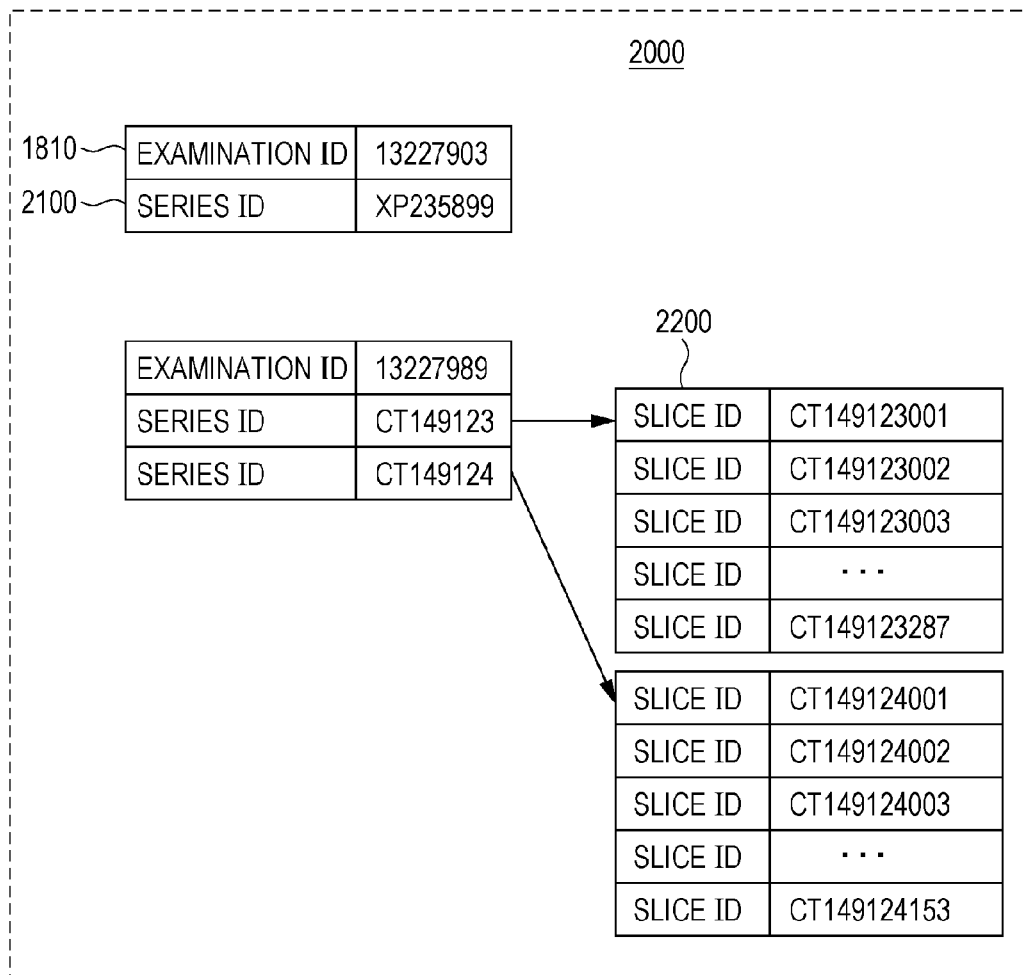 2000
1810 EXAMINATION ID 13227903
2100 SERIES ID XP235899
EXAMINATION ID 13227989
SERIES ID CT149123
SERIES ID CT149124
2200
SLICE ID CT149123001
SLICE ID CT149123002
SLICE ID CT149123003
SLICE ID ...
SLICE ID CT149123287
SLICE ID CT149124001
SLICE ID CT149124002
SLICE ID CT149124003
SLICE ID ...
SLICE ID CT149124153